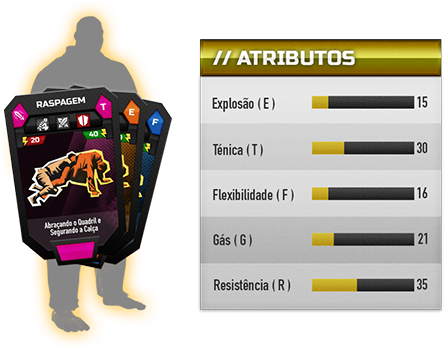 RASPAGEM
T
E
F
20
40
Abraçando o Quadril e
Segurando a Calça
// ATRIBUTOS
Explosão ( E ) 15
Ténica ( T ) 30
Flexibilidade ( F ) 16
Gás ( G ) 21
Resistência ( R ) 35